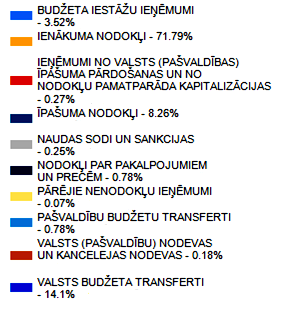 BUDŽETA IESTĀŽU IEŅĒMUMI
- 3.52%
IENĀKUMA NODOKĻI - 71.79%
IEŅĒMUMI NO VALSTS (PAŠVALDĪBAS)
ĪPAŠUMA PĀRDOŠANAS UN NO
NODOKĻU PAMATPARĀDA KAPITALIZĀCIJAS
- 0.27%
ĪPAŠUMA NODOKĻI - 8.26%
NAUDAS SODI UN SANKCIJAS
- 0.25%
NODOKĻI PAR PAKALPOJUMIEM
UN PREČĒM - 0.78%
PĀRĒJIE NENODOKĻU IEŅĒMUMI
- 0.07%
PAŠVALDĪBU BUDŽETU TRANSFERTI
- 0.78%
VALSTS (PAŠVALDĪBU) NODEVAS
UN KANCELEJAS NODEVAS - 0.18%
VALSTS BUDŽETA TRANSFERTI
- 14.1%